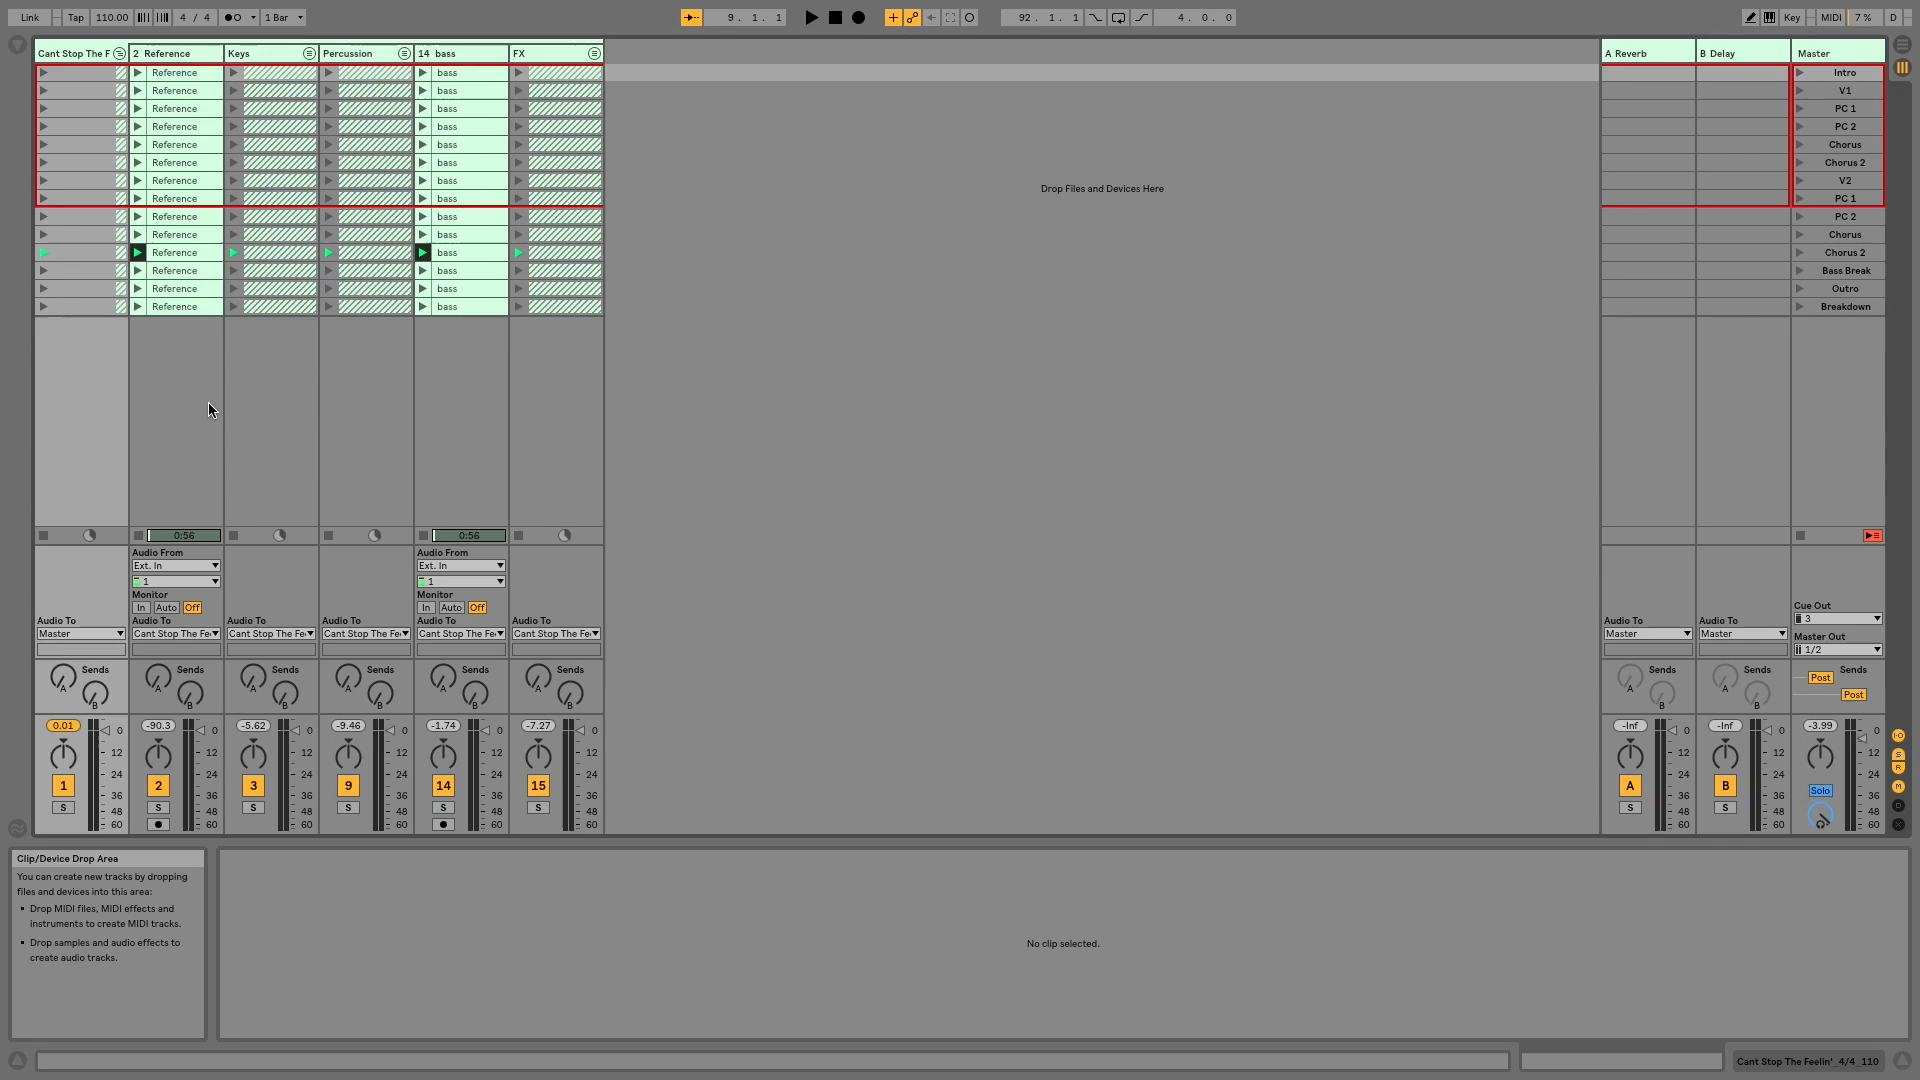 Link Tap 110.00 4 / 4 1 Bar 9. 1. 1 92. 1. 1 4. 0. 0 Key MIDI 7 % D
Cant Stop The F 2 Reference Keys Percussion 14 bass FX A Reverb B Delay Master
Reference bass Intro
Reference bass V1
Reference bass PC 1
Reference bass PC 2
Reference bass Chorus
Reference bass Chorus 2
Reference bass V2
Reference bass PC 1
Reference bass PC 2
Reference bass Chorus
Reference bass Chorus 2
Reference bass Bass Break
Reference bass Outro
Reference bass Breakdown
Drop Files and Devices Here
0:56 0:56
Audio From Audio From
Ext. In Ext. In
1 1
Monitor Monitor
In Auto Off In Auto Off
Cue Out
3
Audio To Audio To Audio To Audio To Audio To Audio To Audio To Audio To
Master Cant Stop The Fe Cant Stop The Fe Cant Stop The Fe Cant Stop The Fe Cant Stop The Fe Master Master
Master Out
1/2
Sends Sends Sends Sends Sends Sends Sends Sends Sends
A A A A A A A A Post
B B B B B B B B Post
0.01 -90.3 -5.62 -9.46 -1.74 -7.27 -Inf -Inf -3.99
0 0 0 0 0 0 0 0 0
12 12 12 12 12 12 12 12 12
24 24 24 24 24 24 24 24 24
1 2 3 9 14 15 A B Solo
36 36 36 36 36 36 36 36 36
S S S S S S S S
48 48 48 48 48 48 48 48 48
60 60 60 60 60 60 60 60 60
I·O
S
R
M
D
X
Clip/Device Drop Area
You can create new tracks by dropping
files and devices into this area:
▪ Drop MIDI files, MIDI effects and
instruments to create MIDI tracks.
▪ Drop samples and audio effects to
create audio tracks.
No clip selected.
Cant Stop The Feelin'_4/4_110